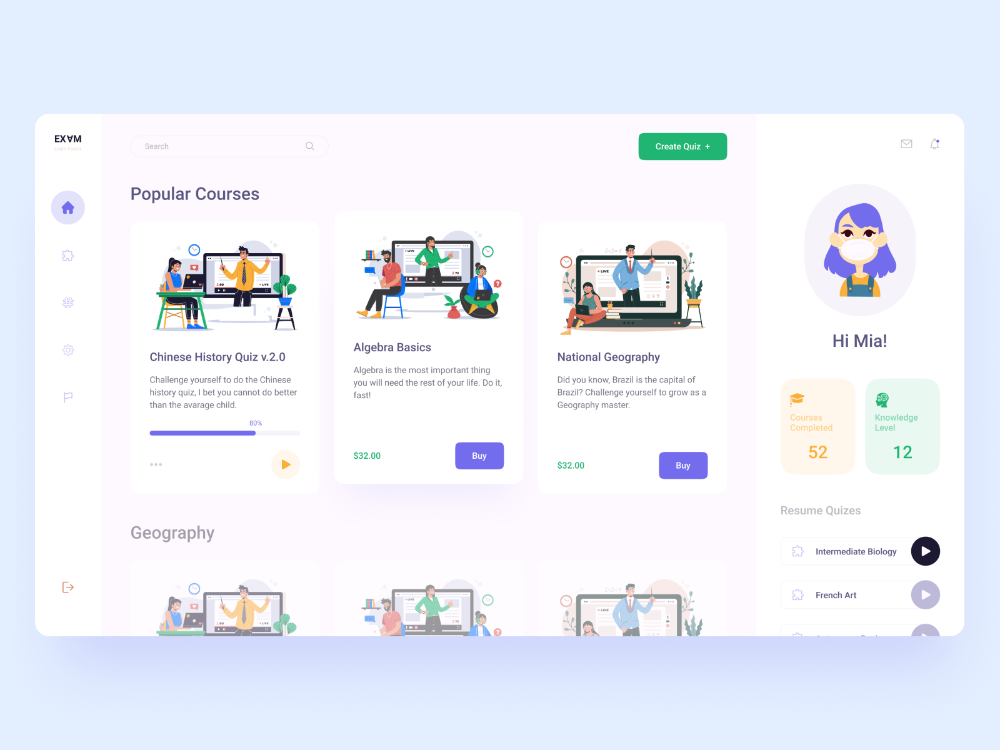 EXAM
Search
Create Quiz +
Popular Courses
Chinese History Quiz v.2.0
Challenge yourself to do the Chinese
history quiz, I bet you cannot do better
than the avarage child.
80%
LIVE
Algebra Basics
Algebra is the most important thing
you will need the rest of your life. Do it,
fast!
$32.00
Buy
LIVE
National Geography
Did you know, Brazil is the capital of
Brazil? Challenge yourself to grow as a
Geography master.
$32.00
Buy
Geography
Hi Mia!
Courses
Completed
52
Knowledge
Level
12
Resume Quizes
Intermediate Biology
French Art